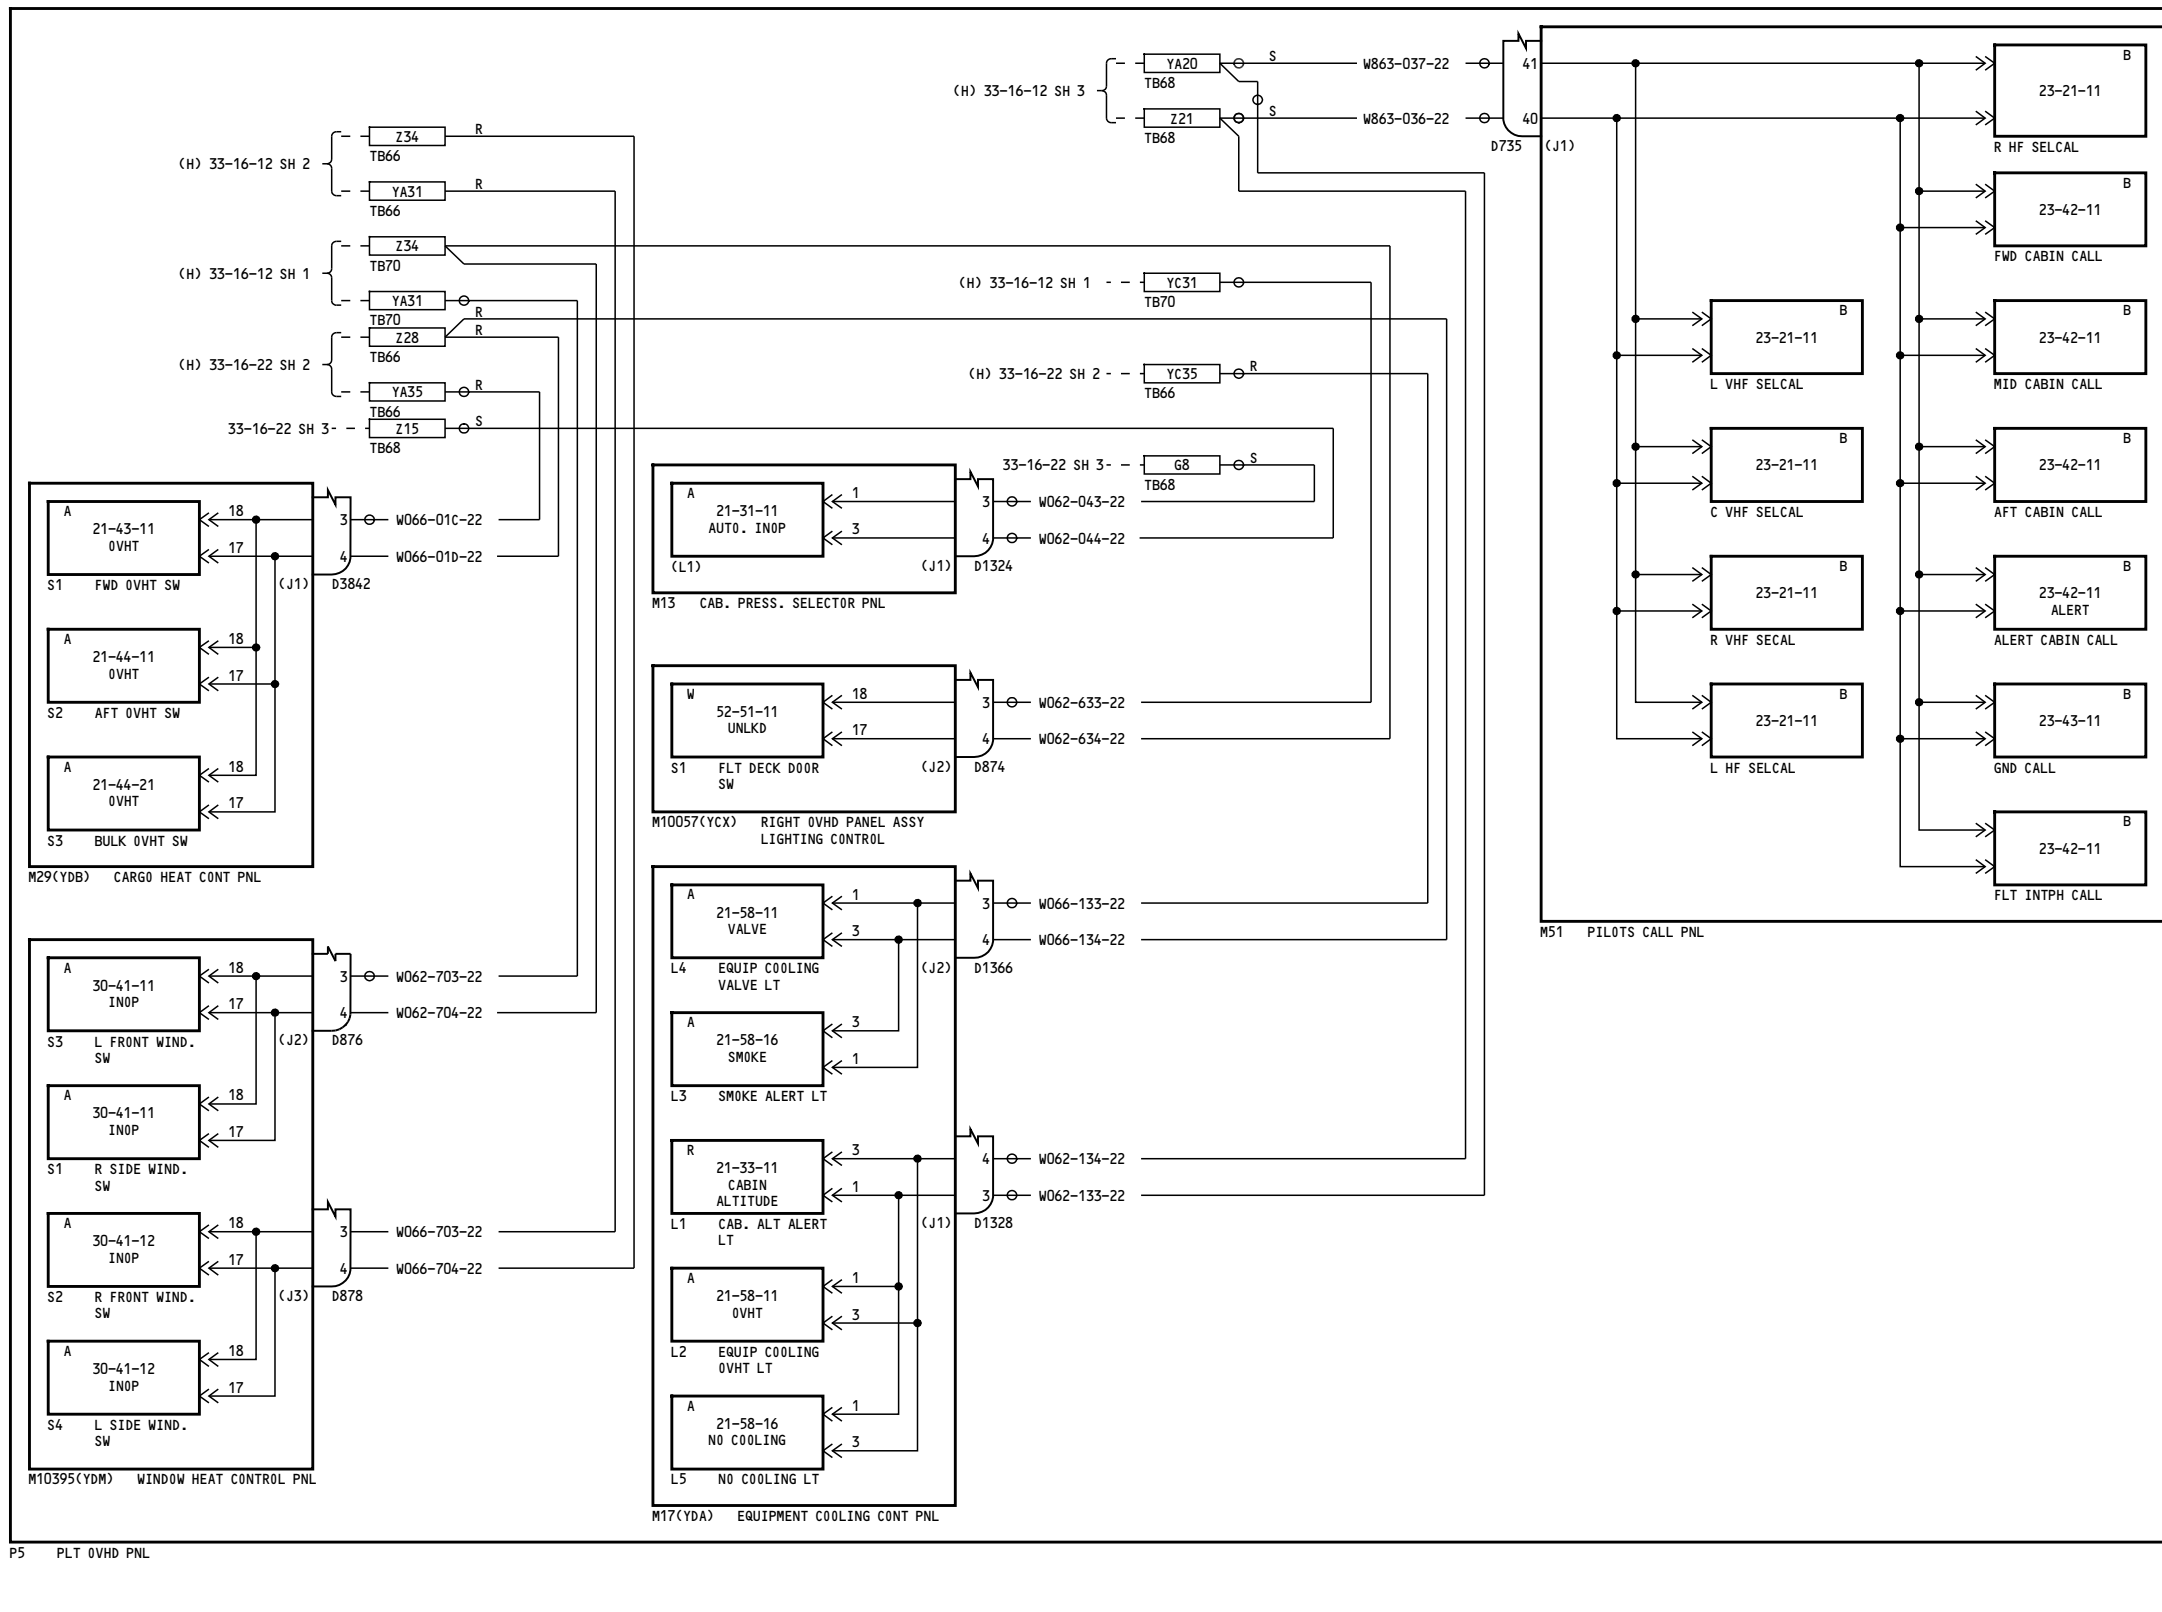 (H) 33-16-12 SH 2
Z34
R
TB66
YA31
R
TB66
(H) 33-16-12 SH 1
Z34
TB70
YA31
TB70
(H) 33-16-22 SH 2
R
Z28
R
TB66
YA35
R
TB66
33-16-22 SH 3
Z15
S
TB68
A
21-43-11
OVHT
18
17
S1 FWD OVHT SW
3
4
W066-01C-22
W066-01D-22
(J1) D3842
A
21-44-11
OVHT
18
17
S2 AFT OVHT SW
A
21-44-21
OVHT
18
17
S3 BULK OVHT SW
M29(YDB) CARGO HEAT CONT PNL
A
30-41-11
INOP
18
17
S3 L FRONT WIND.
SW
3
4
W062-703-22
W062-704-22
(J2) D876
A
30-41-11
INOP
18
17
S1 R SIDE WIND.
SW
A
30-41-12
INOP
18
17
S2 R FRONT WIND.
SW
3
4
W066-703-22
W066-704-22
(J3) D878
A
30-41-12
INOP
18
17
S4 L SIDE WIND.
SW
M10395(YDM) WINDOW HEAT CONTROL PNL
(H) 33-16-12 SH 3
YA20
S
TB68
Z21
S
TB68
W863-037-22
W863-036-22
41
40
D735 (J1)
(H) 33-16-12 SH 1
YC31
TB70
(H) 33-16-22 SH 2
YC35
R
TB66
33-16-22 SH 3
G8
S
TB68
A
21-31-11
AUTO. INOP
1
3
(L1)
3
4
W062-043-22
W062-044-22
(J1) D1324
M13 CAB. PRESS. SELECTOR PNL
W
52-51-11
UNLKD
18
17
S1 FLT DECK DOOR
SW
3
4
W062-633-22
W062-634-22
(J2) D874
M10057(YCX) RIGHT OVHD PANEL ASSY
LIGHTING CONTROL
A
21-58-11
VALVE
1
3
L4 EQUIP COOLING
VALVE LT
3
4
W066-133-22
W066-134-22
(J2) D1366
A
21-58-16
SMOKE
3
1
L3 SMOKE ALERT LT
R
21-33-11
CABIN
ALTITUDE
3
1
L1 CAB. ALT ALERT
LT
4
3
W062-134-22
W062-133-22
(J1) D1328
A
21-58-11
OVHT
1
3
L2 EQUIP COOLING
OVHT LT
A
21-58-16
NO COOLING
1
3
L5 NO COOLING LT
M17(YDA) EQUIPMENT COOLING CONT PNL
B
23-21-11
L VHF SELCAL
B
23-21-11
C VHF SELCAL
B
23-21-11
R VHF SECAL
B
23-21-11
L HF SELCAL
B
23-21-11
R HF SELCAL
B
23-42-11
FWD CABIN CALL
B
23-42-11
MID CABIN CALL
B
23-42-11
AFT CABIN CALL
B
23-42-11
ALERT
ALERT CABIN CALL
B
23-43-11
GND CALL
B
23-42-11
FLT INTPH CALL
M51 PILOTS CALL PNL
P5 PLT OVHD PNL